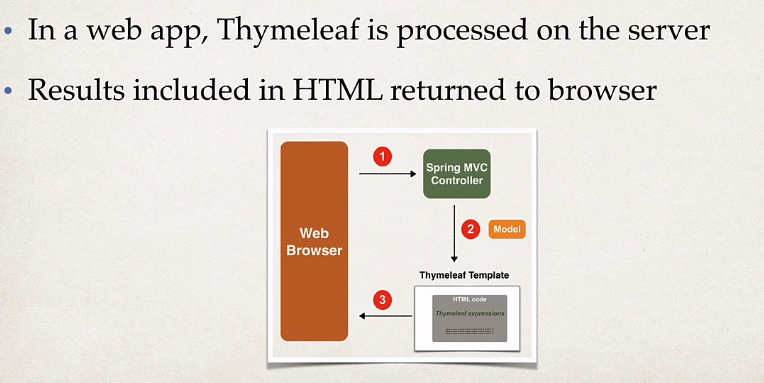 • In a web app, Thymeleaf is processed on the server
• Results included in HTML returned to browser
1
Spring MVC
Controller
Web
Browser
2
Model
Thymeleaf Template
3
HTML code
Thymeleaf expressions